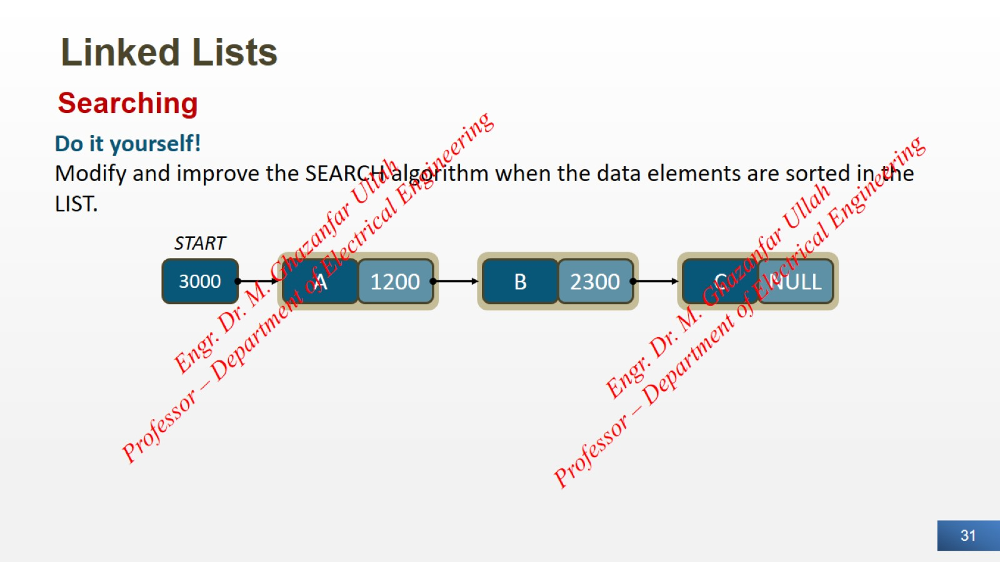 Linked Lists
Searching
Do it yourself!
Modify and improve the SEARCH algorithm when the data elements are sorted in the
LIST.
START
3000 A 1200 B 2300 C NULL
Engr. Dr. M. Ghazanfar Ullah
Professor – Department of Electrical Engineering
Engr. Dr. M. Ghazanfar Ullah
Professor – Department of Electrical Engineering
31